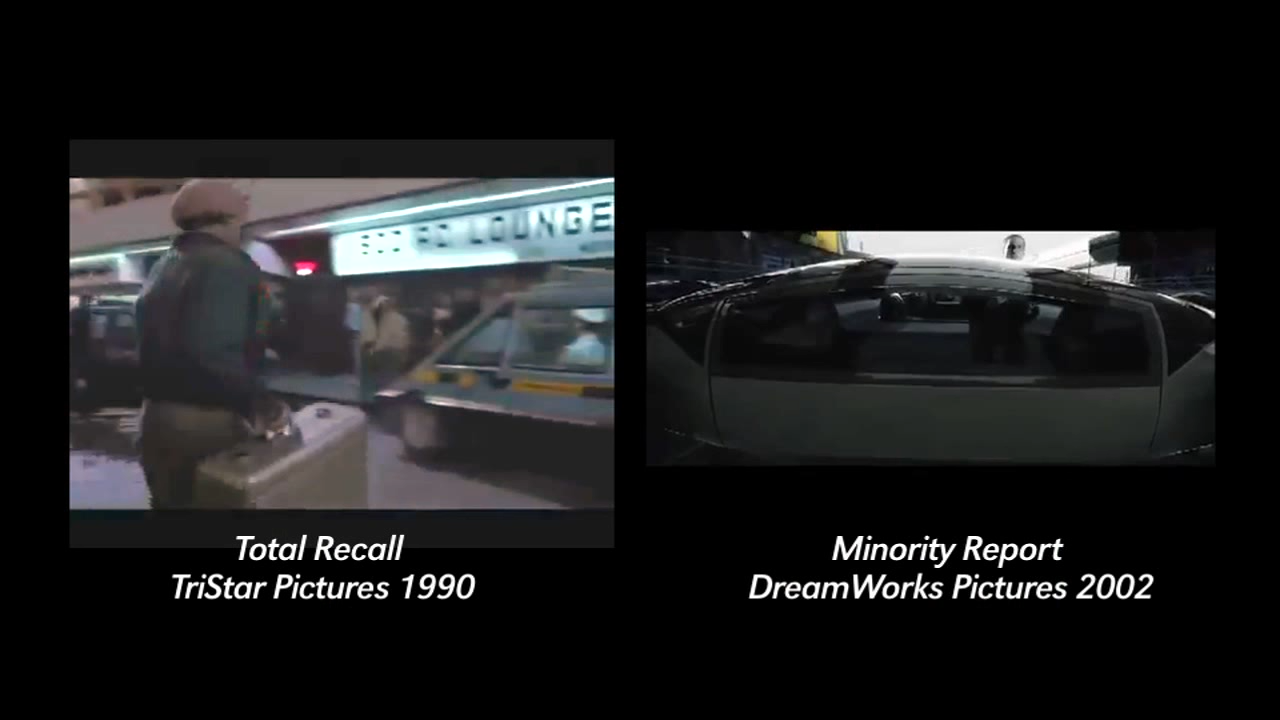 LOUNGE
Total Recall
TriStar Pictures 1990
Minority Report
DreamWorks Pictures 2002